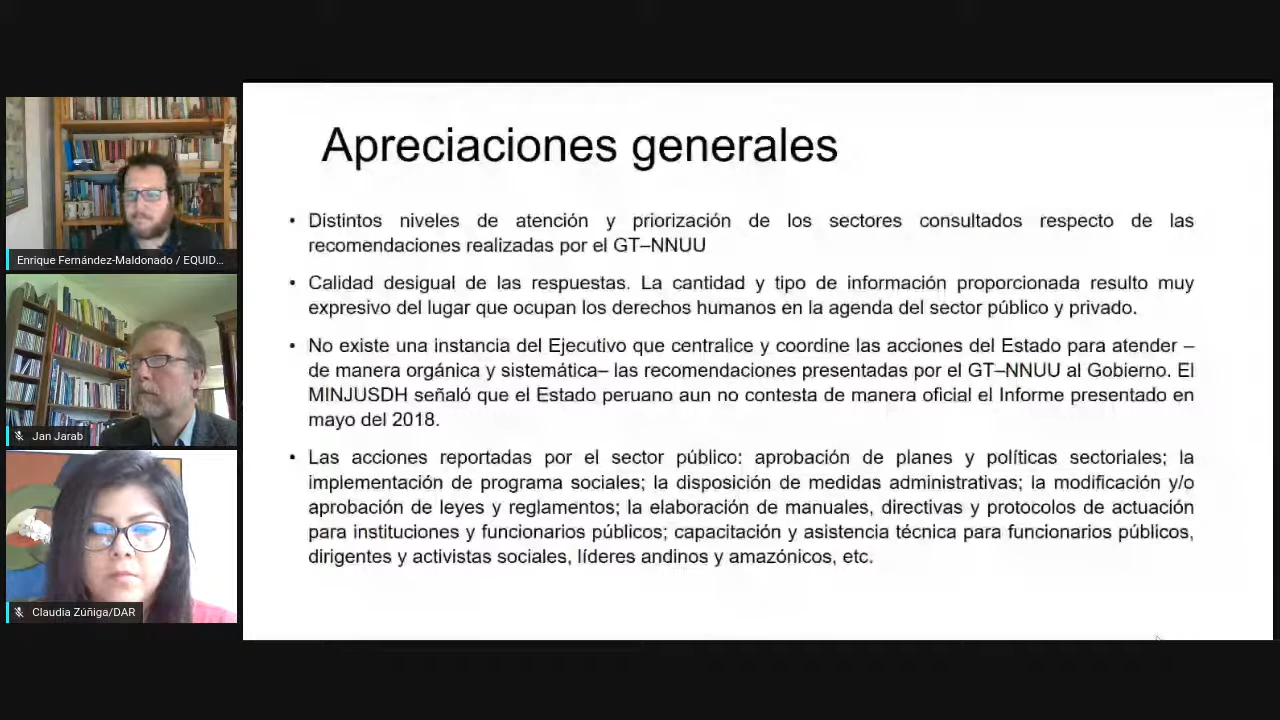 Apreciaciones generales
• Distintos niveles de atención y priorización de los sectores consultados respecto de las
recomendaciones realizadas por el GT–NNUU
• Calidad desigual de las respuestas. La cantidad y tipo de información proporcionada resulto muy
expresivo del lugar que ocupan los derechos humanos en la agenda del sector público y privado.
• No existe una instancia del Ejecutivo que centralice y coordine las acciones del Estado para atender –
de manera orgánica y sistemática– las recomendaciones presentadas por el GT–NNUU al Gobierno. El
MINJUSDH señaló que el Estado peruano aun no contesta de manera oficial el Informe presentado en
mayo del 2018.
• Las acciones reportadas por el sector público: aprobación de planes y políticas sectoriales; la
implementación de programa sociales; la disposición de medidas administrativas; la modificación y/o
aprobación de leyes y reglamentos; la elaboración de manuales, directivas y protocolos de actuación
para instituciones y funcionarios públicos; capacitación y asistencia técnica para funcionarios públicos,
dirigentes y activistas sociales, líderes andinos y amazónicos, etc.
Enrique Fernández-Maldonado / EQUID...
Jan Jarab
Claudia Zúñiga/DAR